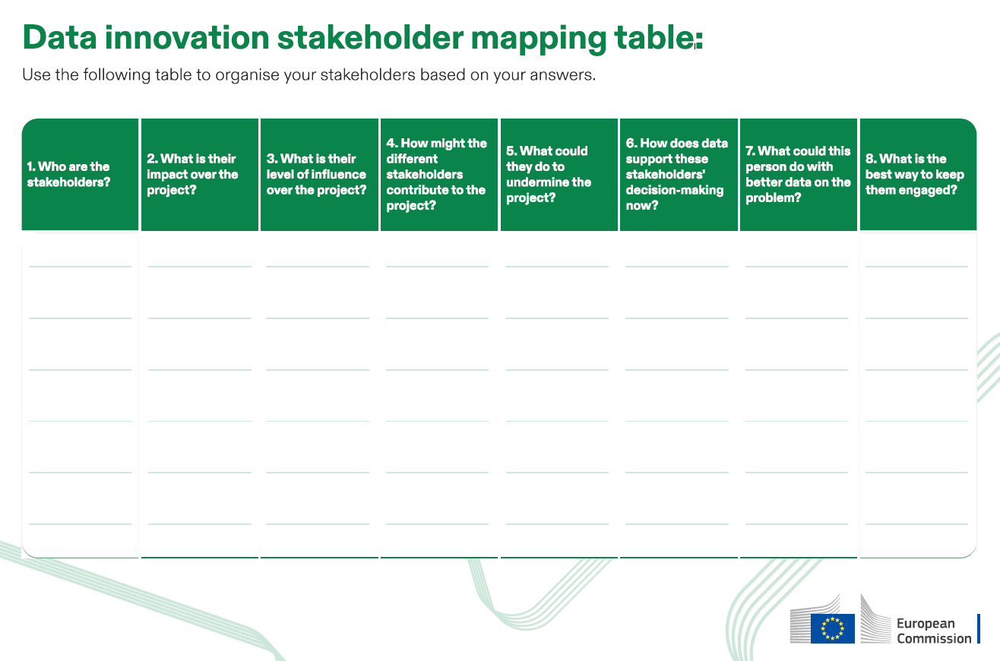 Data innovation stakeholder mapping table:
Use the following table to organise your stakeholders based on your answers.
1. Who are the
stakeholders?
2. What is their
impact over the
project?
3. What is their
level of influence
over the project?
4. How might the
different
stakeholders
contribute to the
project?
5. What could
they do to
undermine the
project?
6. How does data
support these
stakeholders'
decision-making
now?
7. What could this
person do with
better data on the
problem?
8. What is the
best way to keep
them engaged?
European
Commission